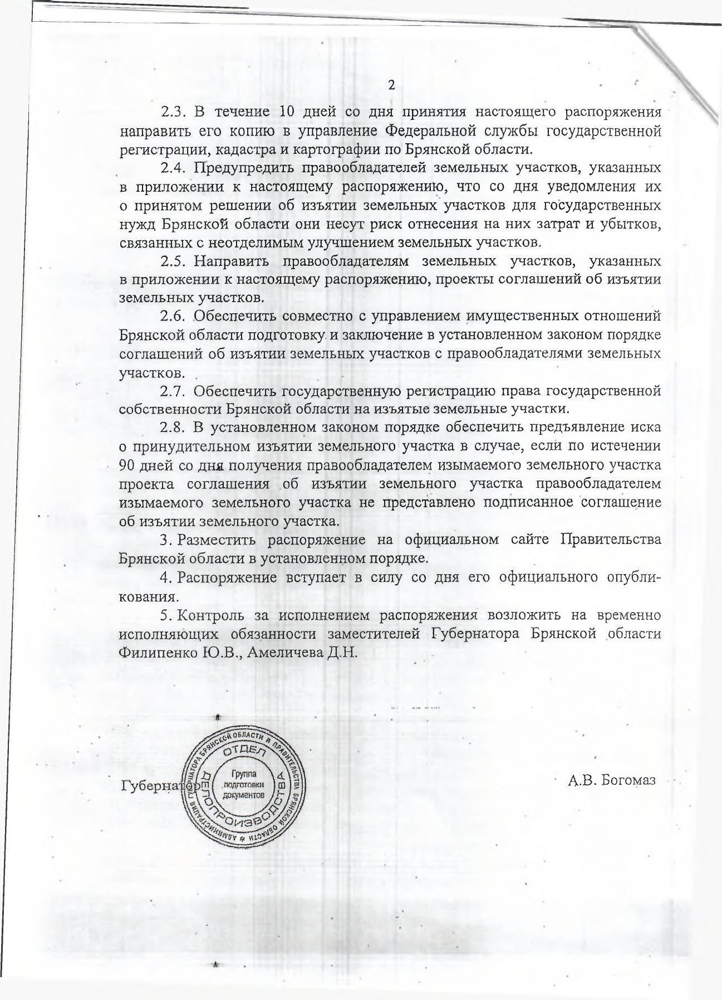 2
2.3. В течение 10 дней со дня принятия настоящего распоряжения
направить его копию в управление Федеральной службы государственной
регистрации, кадастра и картографии по Брянской области.
2.4. Предупредить правообладателей земельных участков, указанных
в приложении к настоящему распоряжению, что со дня уведомления их
о принятом решении об изъятии земельных участков для государственных
нужд Брянской области они несут риск отнесения на них затрат и убытков,
связанных с неотделимым улучшением земельных участков.
2.5. Направить правообладателям земельных участков, указанных
в приложении к настоящему распоряжению, проекты соглашений об изъятии
земельных участков.
2.6. Обеспечить совместно с управлением имущественных отношений
Брянской области подготовку и заключение в установленном законом порядке
соглашений об изъятии земельных участков с правообладателями земельных
участков.
2.7. Обеспечить государственную регистрацию права государственной
собственности Брянской области на изъятые земельные участки.
2.8. В установленном законом порядке обеспечить предъявление иска
о принудительном изъятии земельного участка в случае, если по истечении
90 дней со дня получения правообладателем изымаемого земельного участка
проекта соглашения об изъятии земельного участка правообладателем
изымаемого земельного участка не представлено подписанное соглашение
об изъятии земельного участка.
3. Разместить распоряжение на официальном сайте Правительства
Брянской области в установленном порядке.
4. Распоряжение вступает в силу со дня его официального опубли-
кования.
5. Контроль за исполнением распоряжения возложить на временно
исполняющих обязанности заместителей Губернатора Брянской области
Филипенко Ю.В., Амеличева Д.Н.
Губернатор
А.В. Богомаз
АДМИНИСТРАЦИЯ ГУБЕРНАТОРА БРЯНСКОЙ ОБЛАСТИ И ПРАВИТЕЛЬСТВА БРЯНСКОЙ ОБЛАСТИ *
ОТДЕЛ
ДЕЛОПРОИЗВОДСТВА
Группа
подготовки
документов